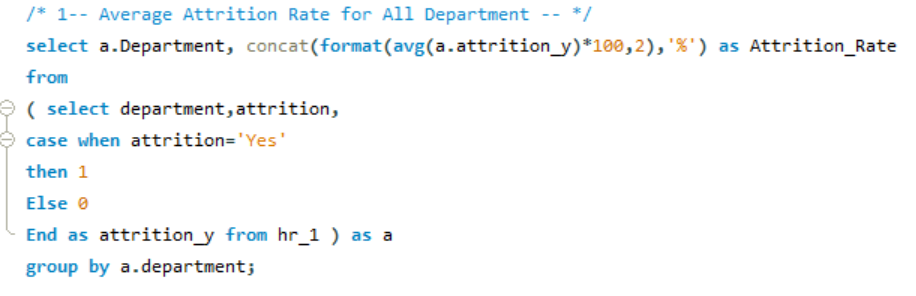 /* 1-- Average Attrition Rate for All Department -- */
select a.Department, concat(format(avg(a.attrition_y)*100,2),'%') as Attrition_Rate
from
( select department,attrition,
case when attrition='Yes'
then 1
Else 0
End as attrition_y from hr_1 ) as a
group by a.department;